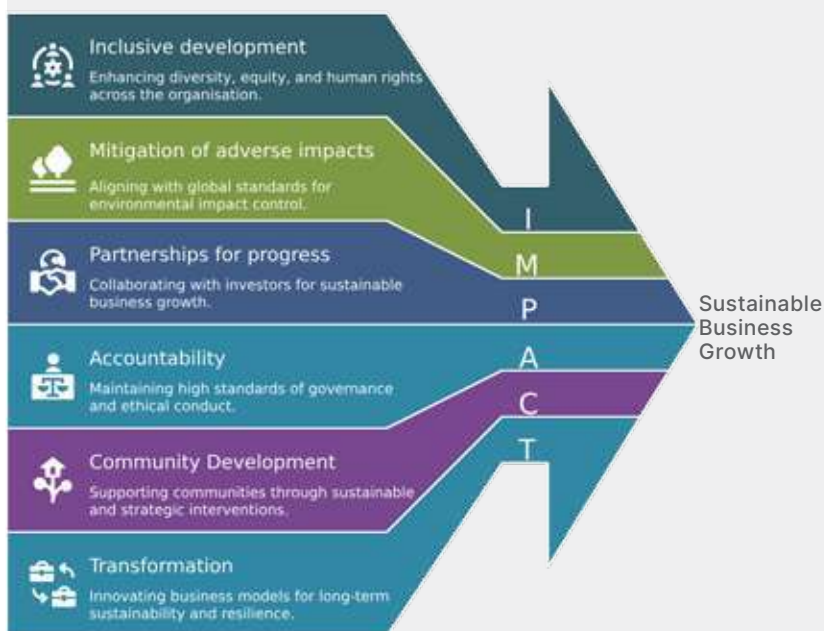 Inclusive development
Enhancing diversity, equity, and human rights
across the organisation.
Mitigation of adverse impacts
Aligning with global standards for
environmental impact control.
Partnerships for progress
Collaborating with investors for sustainable
business growth.
Accountability
Maintaining high standards of governance
and ethical conduct.
Community Development
Supporting communities through sustainable
and strategic interventions.
Transformation
Innovating business models for long-term
sustainability and resilience.
I
M
P
A
C
T
Sustainable
Business
Growth